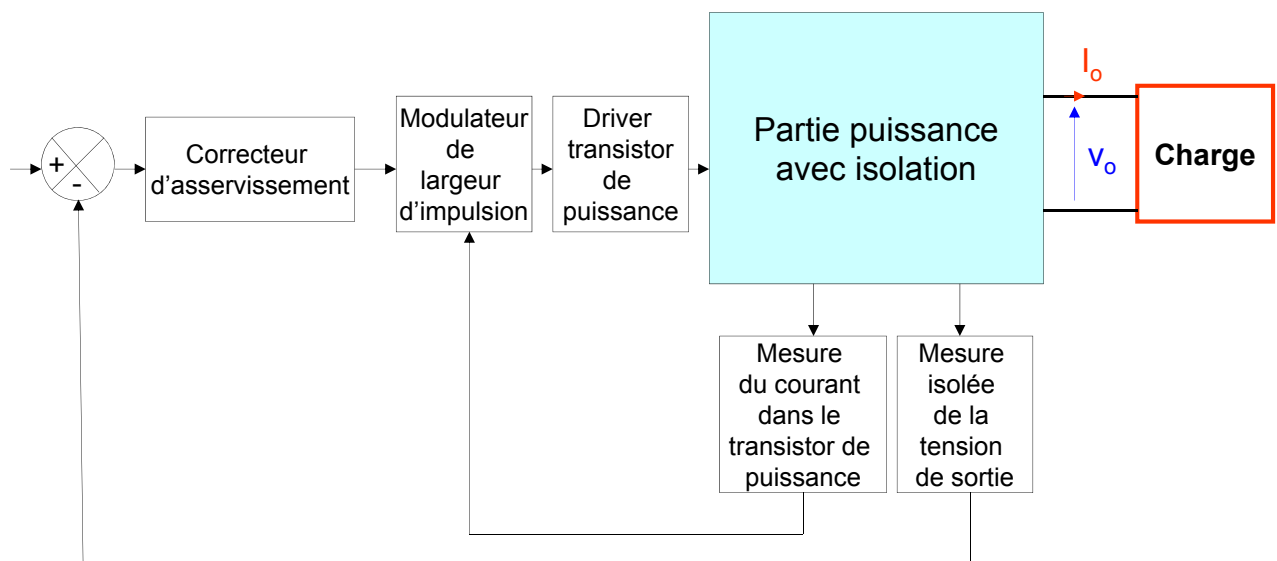 +
-
Correcteur
d'asservissement
Modulateur
de
largeur
d'impulsion
Driver
transistor
de
puissance
Partie puissance
avec isolation
Io
vo
Charge
Mesure
du courant
dans le
transistor de
puissance
Mesure
isolée
de la
tension
de sortie